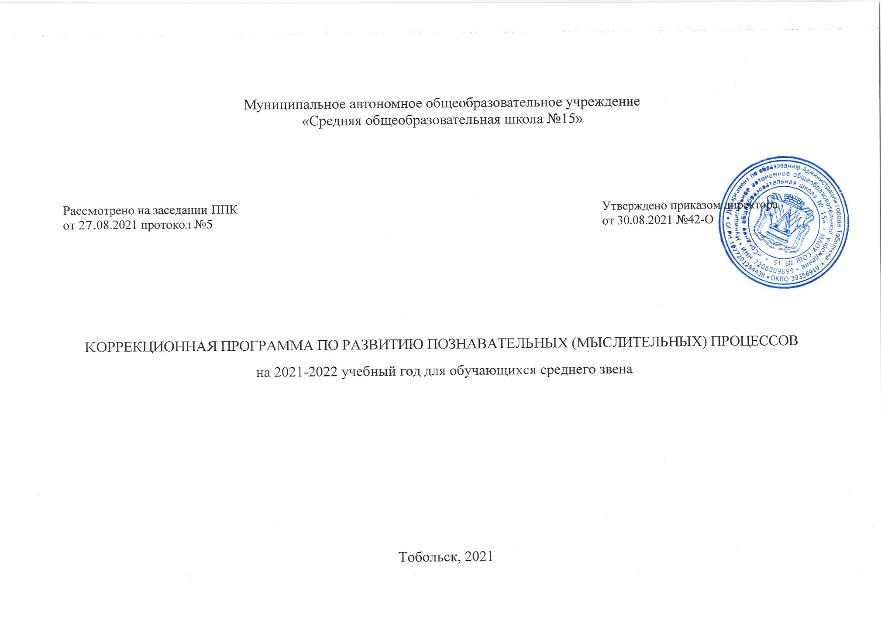 Муниципальное автономное общеобразовательное учреждение
«Средняя общеобразовательная школа №15»
Рассмотрено на заседании ППК
от 27.08.2021 протокол №5
Утверждено приказом директора
от 30.08.2021 №42-О
КОРРЕКЦИОННАЯ ПРОГРАММА ПО РАЗВИТИЮ ПОЗНАВАТЕЛЬНЫХ (МЫСЛИТЕЛЬНЫХ) ПРОЦЕССОВ
на 2021-2022 учебный год для обучающихся среднего звена
Тобольск, 2021